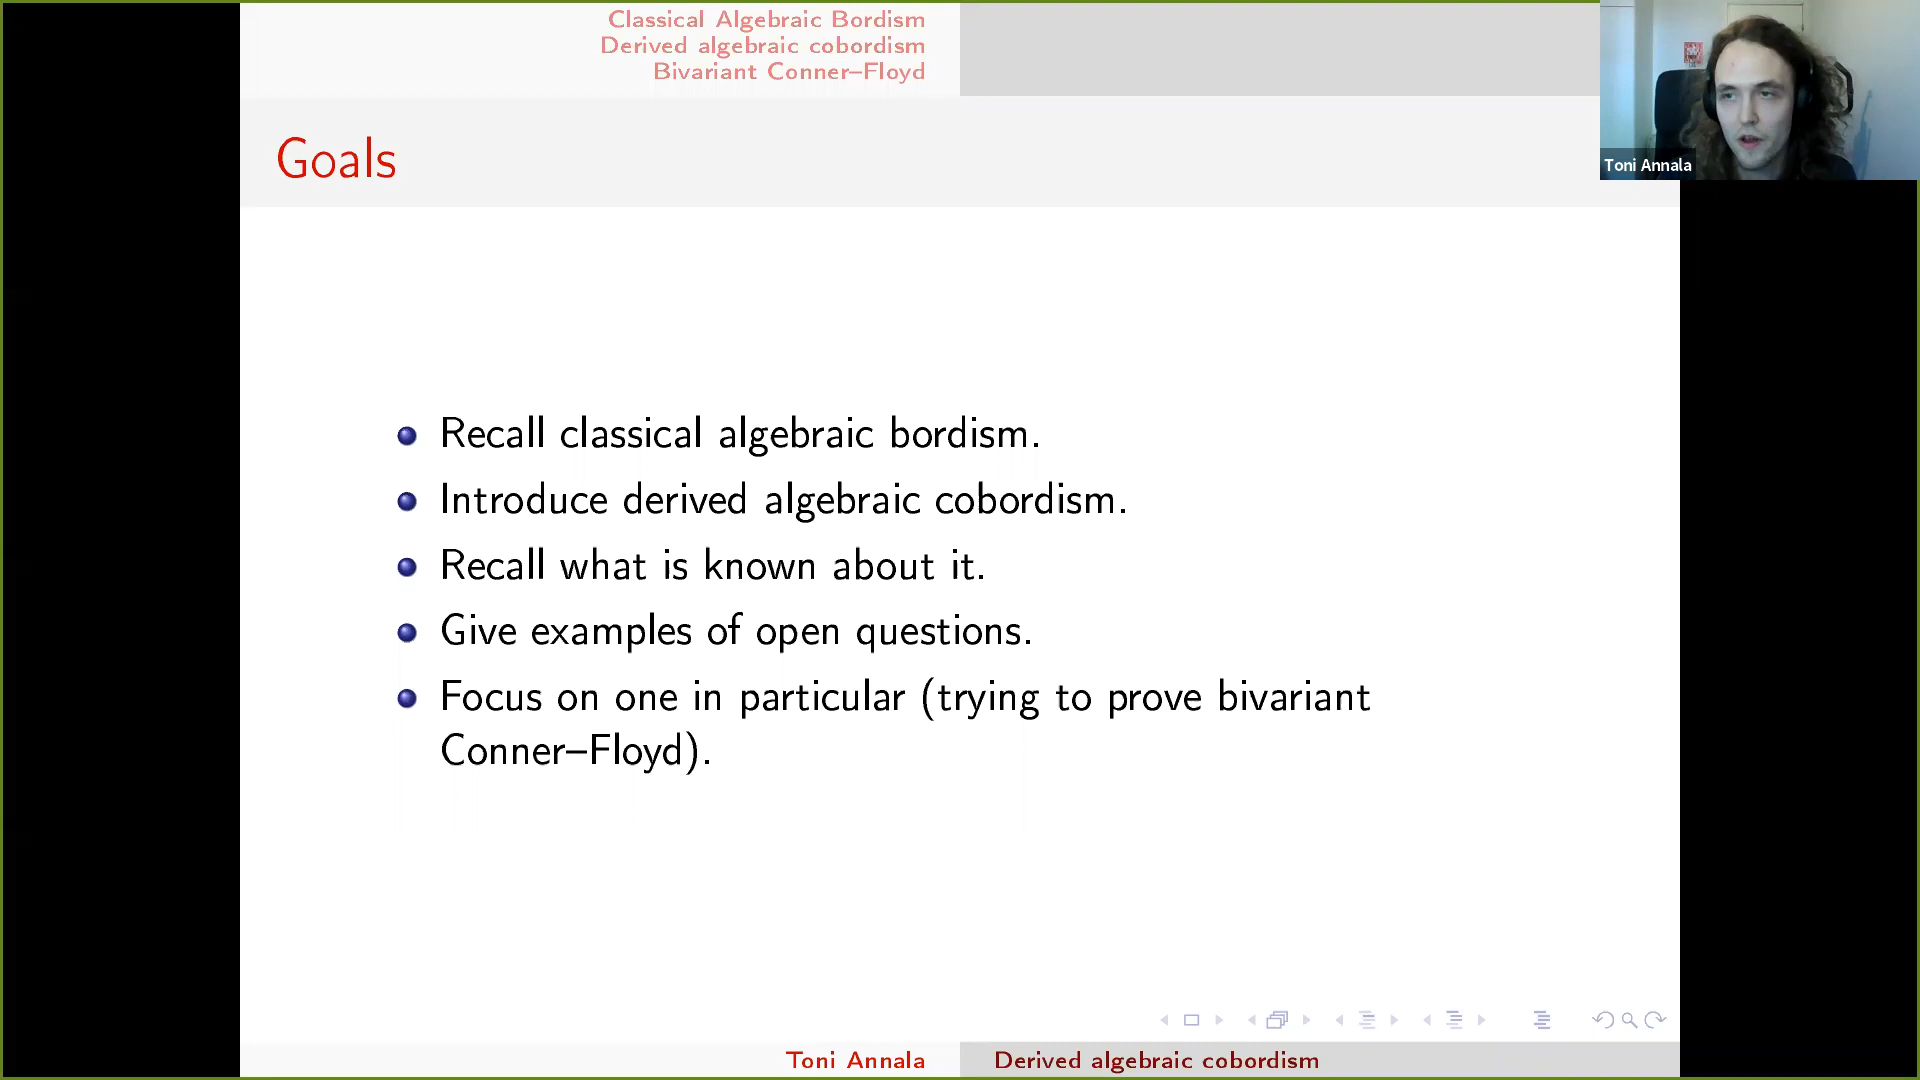 Classical Algebraic Bordism
Derived algebraic cobordism
Bivariant Conner–Floyd
Goals
Toni Annala
Recall classical algebraic bordism.
Introduce derived algebraic cobordism.
Recall what is known about it.
Give examples of open questions.
Focus on one in particular (trying to prove bivariant
Conner–Floyd).
Toni Annala
Derived algebraic cobordism